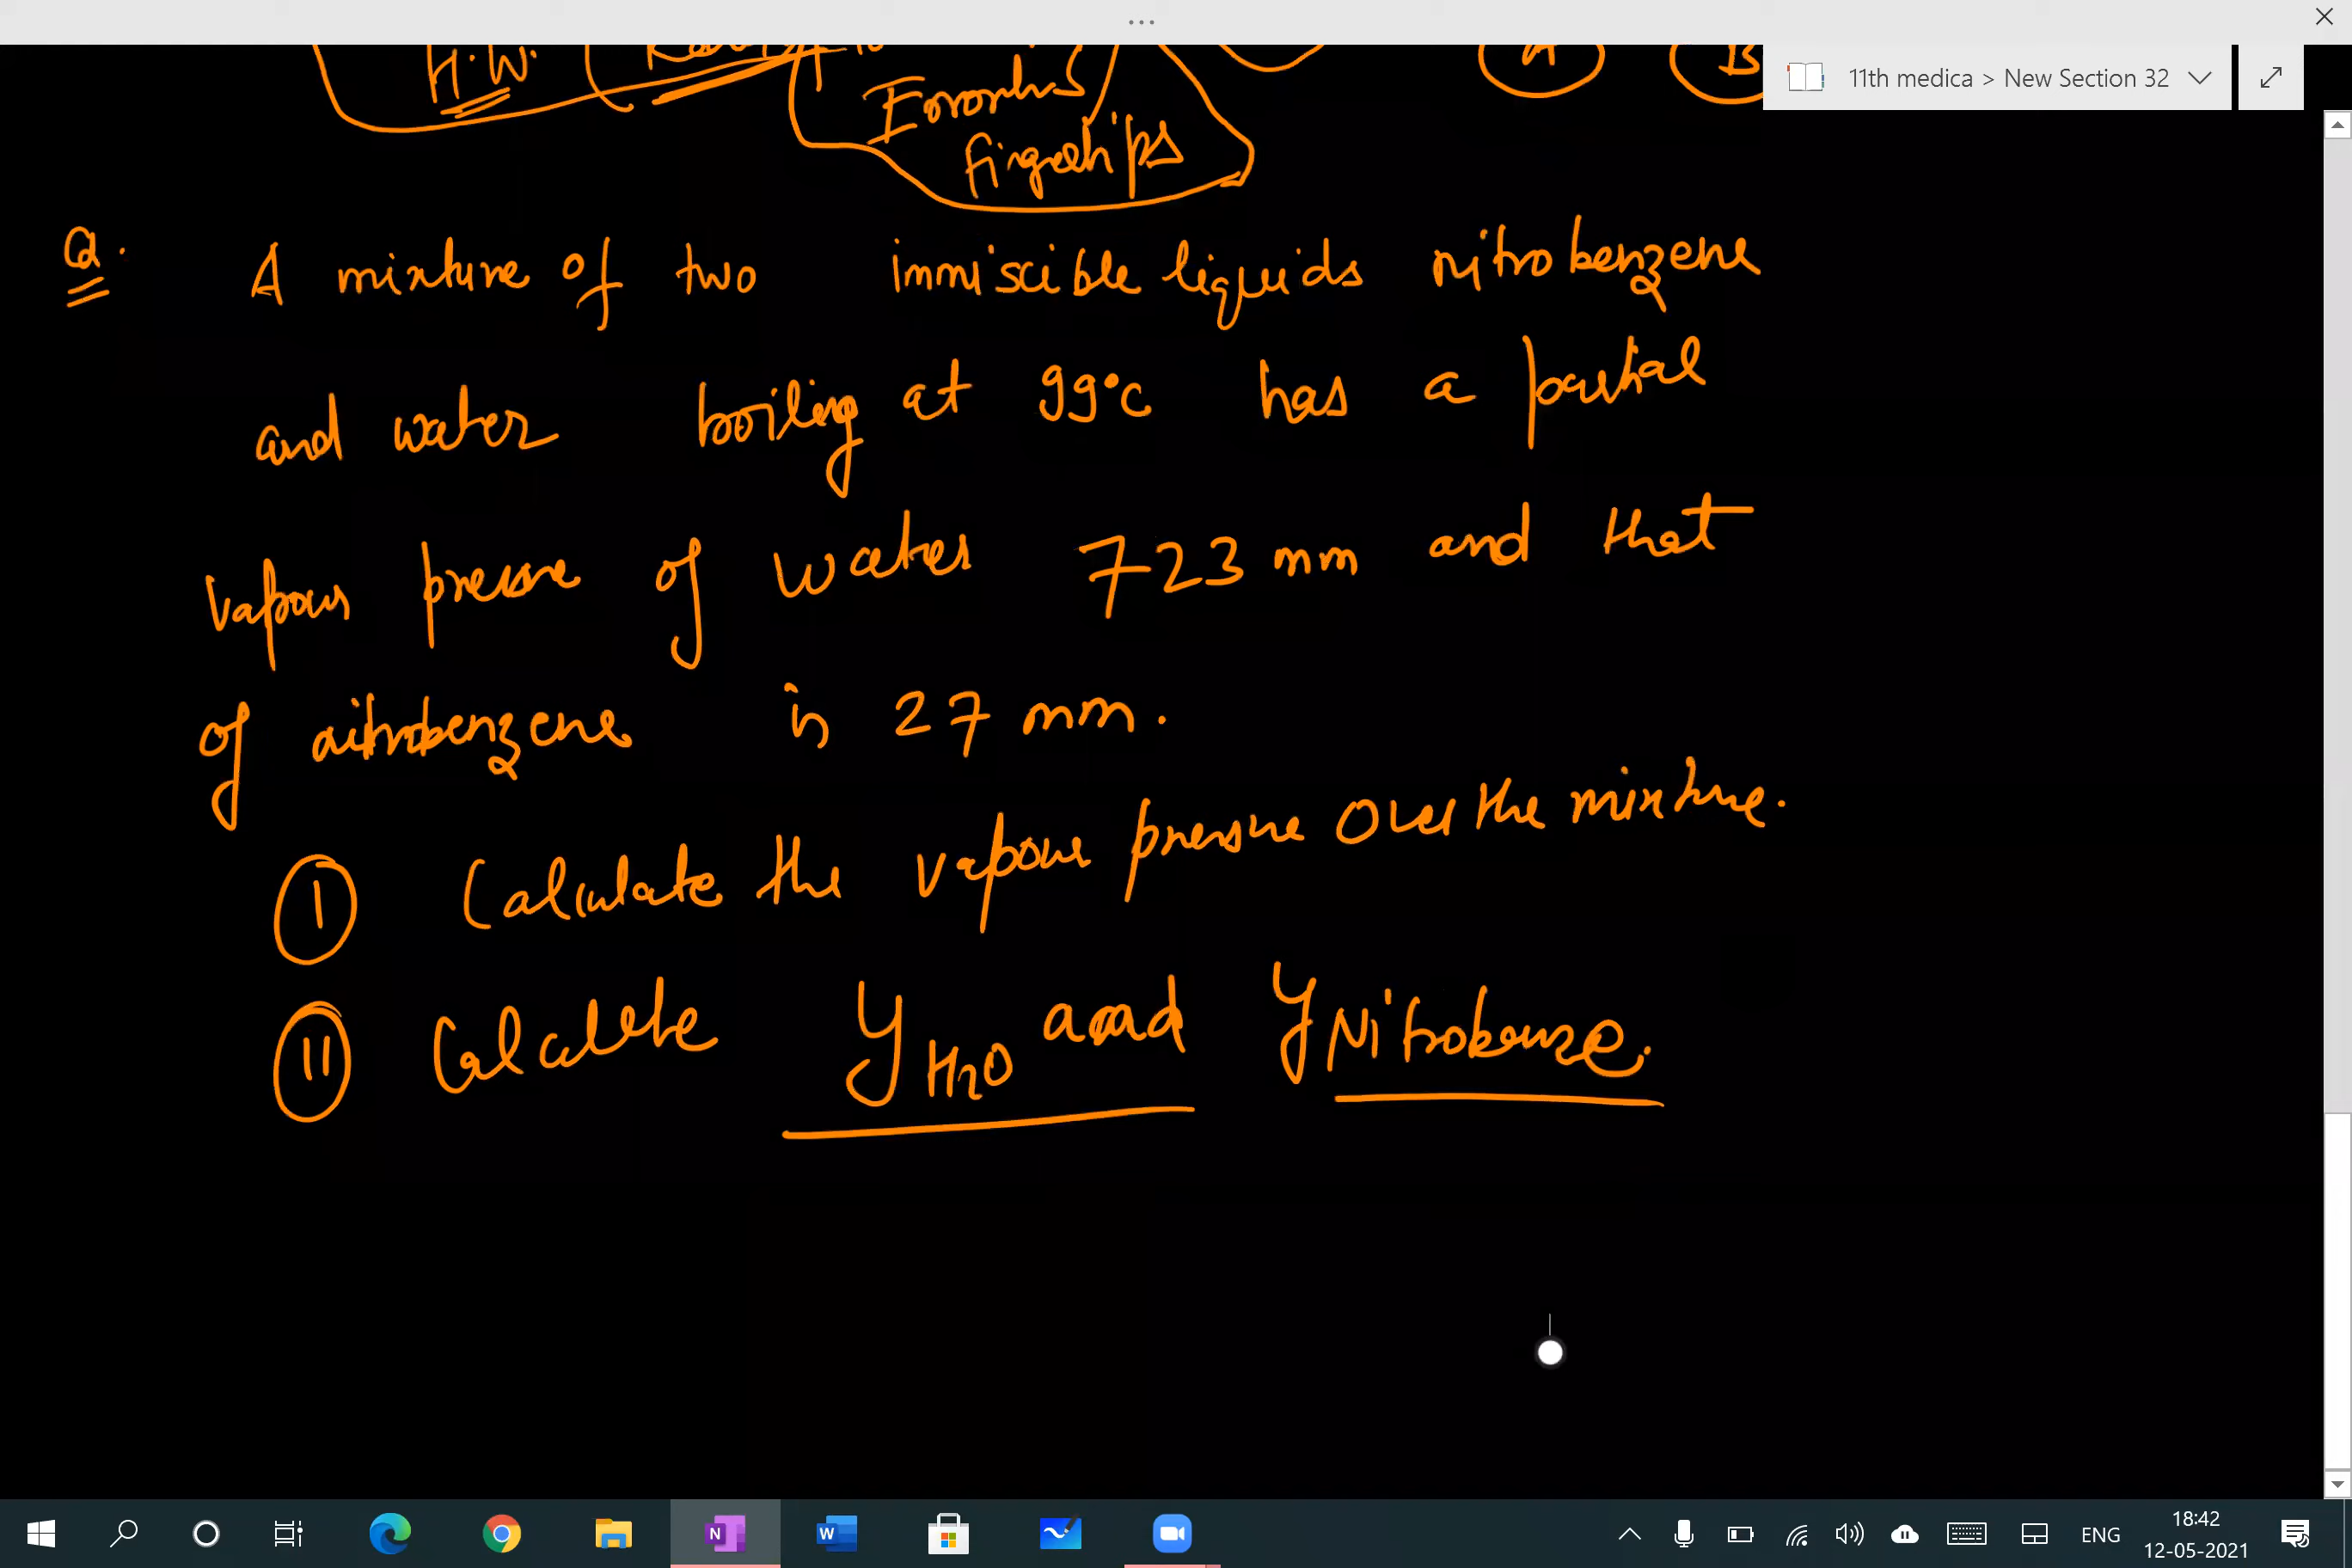 11th medica > New Section 32
H.W.
A
B
Q. A mixture of two immiscible liquids nitrobenzene
and water boiling at 99°c has a partial
vapour pressure of water 723 mm and that
of nitrobenzene is 27 mm.
I Calculate the vapour pressure over the mixture.
II Calculate Y H2O and Y Nitrobenze.
N
W
ENG
18:42
12-05-2021